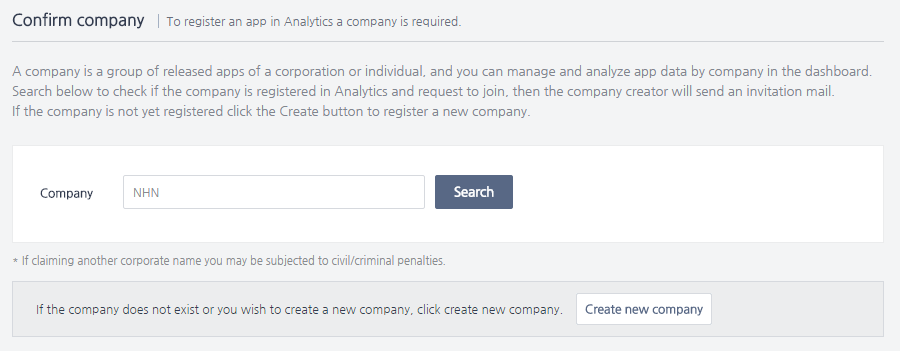 Confirm company | To register an app in Analytics a company is required.
A company is a group of released apps of a corporation or individual, and you can manage and analyze app data by company in the dashboard.
Search below to check if the company is registered in Analytics and request to join, then the company creator will send an invitation mail.
If the company is not yet registered click the Create button to register a new company.
Company NHN Search
* If claiming another corporate name you may be subjected to civil/criminal penalties.
If the company does not exist or you wish to create a new company, click create new company. Create new company